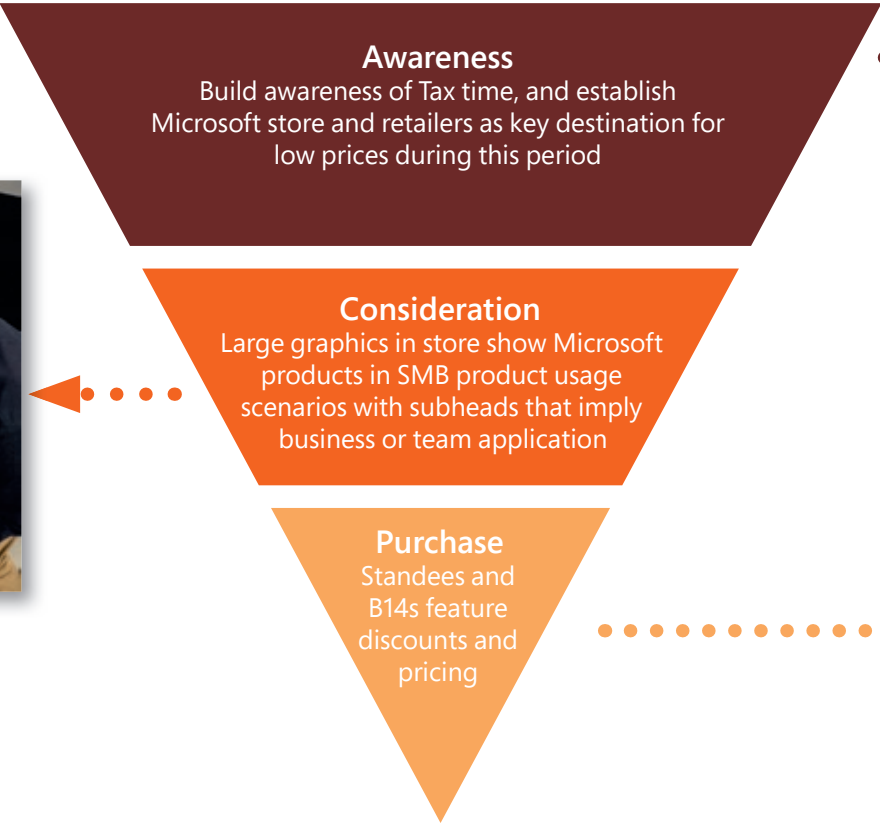 Awareness
Build awareness of Tax time, and establish
Microsoft store and retailers as key destination for
low prices during this period
Consideration
Large graphics in store show Microsoft
products in SMB product usage
scenarios with subheads that imply
business or team application
Purchase
Standees and
B14s feature
discounts and
pricing